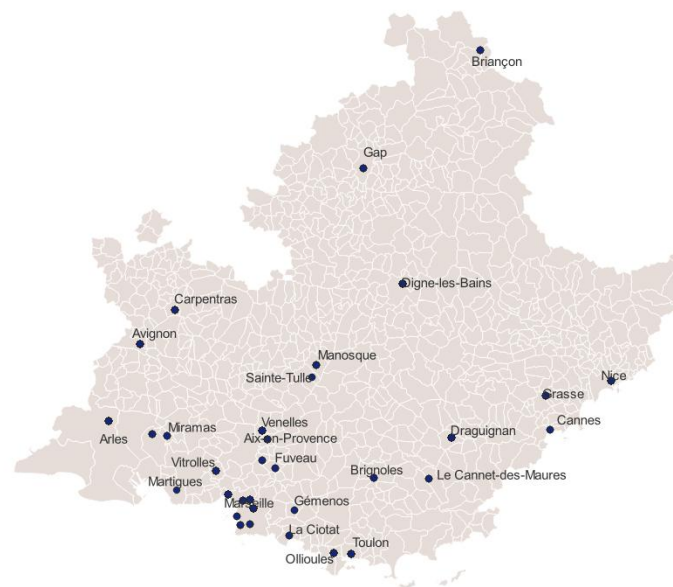 Briançon
Gap
Digne-les-Bains
Carpentras
Avignon
Manosque
Sainte-Tulle
Nice
Grasse
Cannes
Arles
Miramas
Venelles
Aix-en-Provence
Draguignan
Vitrolles
Fuveau
Brignoles
Le Cannet-des-Maures
Martigues
Marseille
Gémenos
La Ciotat
Toulon
Ollioules